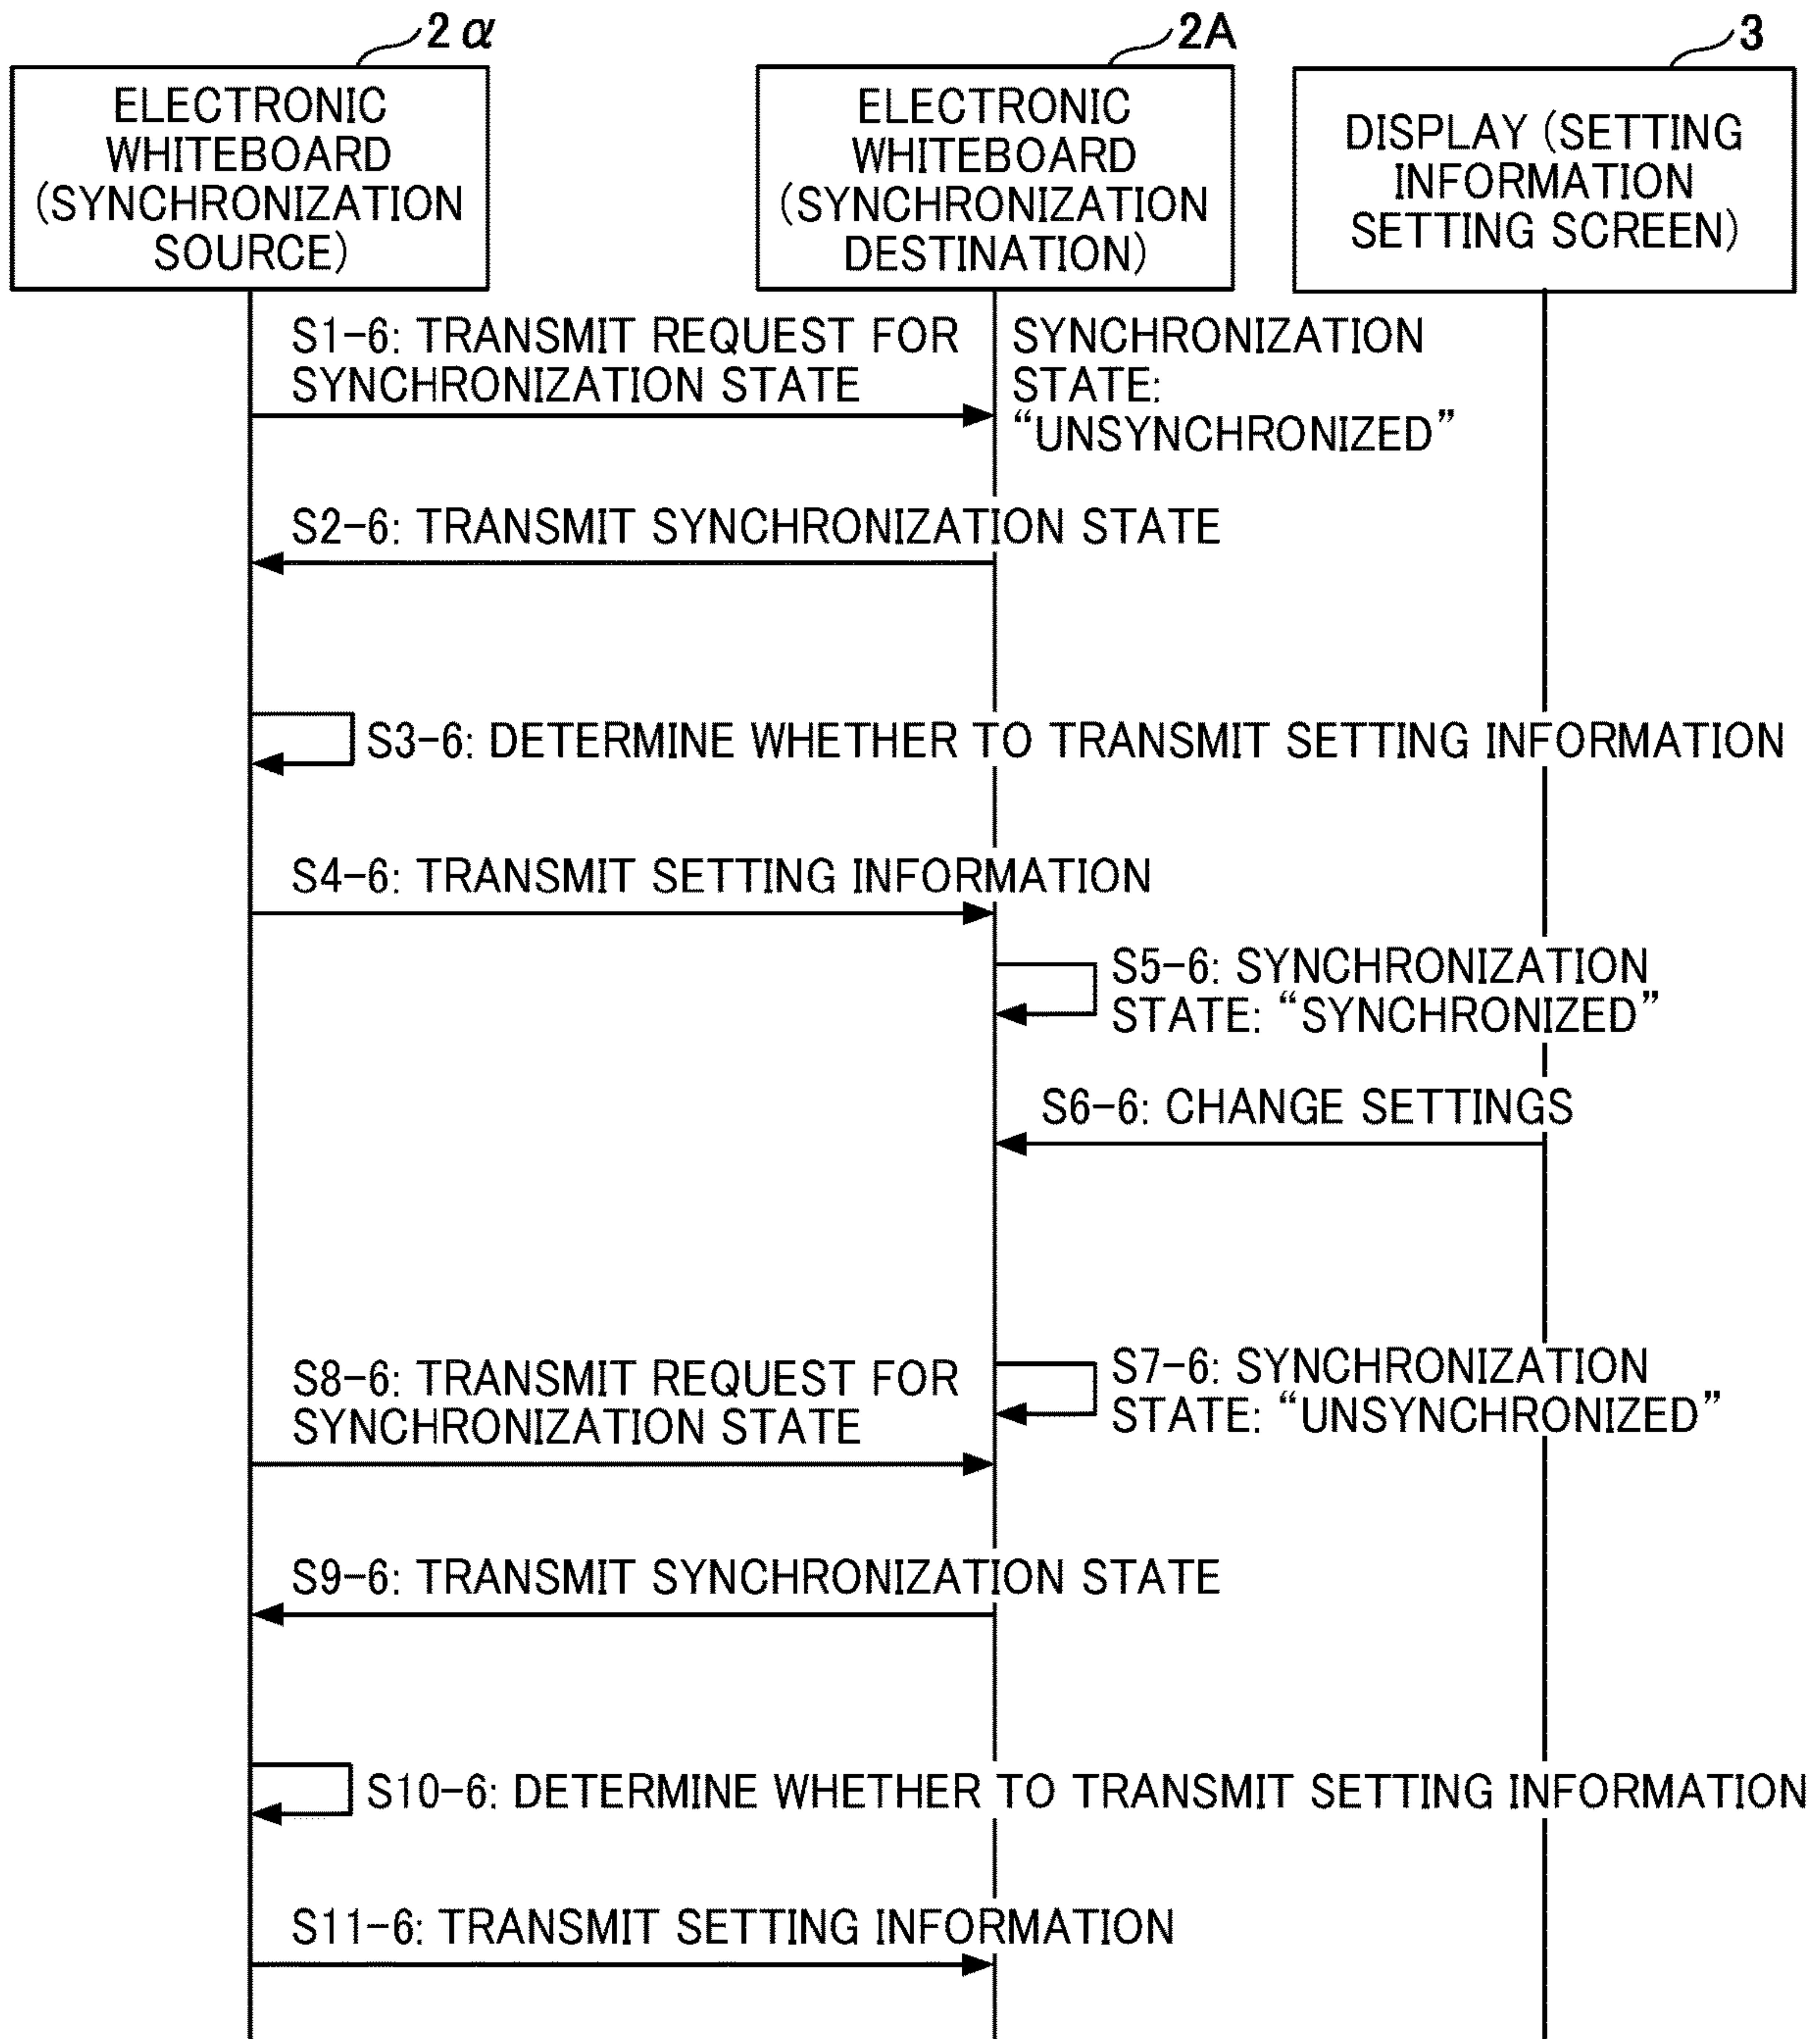 2α
2A
3
ELECTRONIC
WHITEBOARD
(SYNCHRONIZATION
SOURCE)
ELECTRONIC
WHITEBOARD
(SYNCHRONIZATION
DESTINATION)
DISPLAY (SETTING
INFORMATION
SETTING SCREEN)
S1-6: TRANSMIT REQUEST FOR
SYNCHRONIZATION STATE
SYNCHRONIZATION
STATE:
“UNSYNCHRONIZED”
S2-6: TRANSMIT SYNCHRONIZATION STATE
S3-6: DETERMINE WHETHER TO TRANSMIT SETTING INFORMATION
S4-6: TRANSMIT SETTING INFORMATION
S5-6: SYNCHRONIZATION
STATE: “SYNCHRONIZED”
S6-6: CHANGE SETTINGS
S7-6: SYNCHRONIZATION
STATE: “UNSYNCHRONIZED”
S8-6: TRANSMIT REQUEST FOR
SYNCHRONIZATION STATE
S9-6: TRANSMIT SYNCHRONIZATION STATE
S10-6: DETERMINE WHETHER TO TRANSMIT SETTING INFORMATION
S11-6: TRANSMIT SETTING INFORMATION